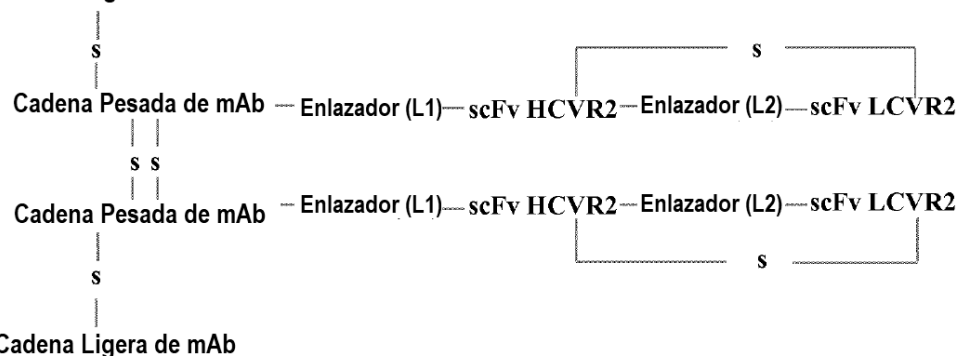 s
s
Cadena Pesada de mAb — Enlazador (L1) — scFv HCVR2 — Enlazador (L2) — scFv LCVR2
s s
Cadena Pesada de mAb — Enlazador (L1) — scFv HCVR2 — Enlazador (L2) — scFv LCVR2
s
s
Cadena Ligera de mAb